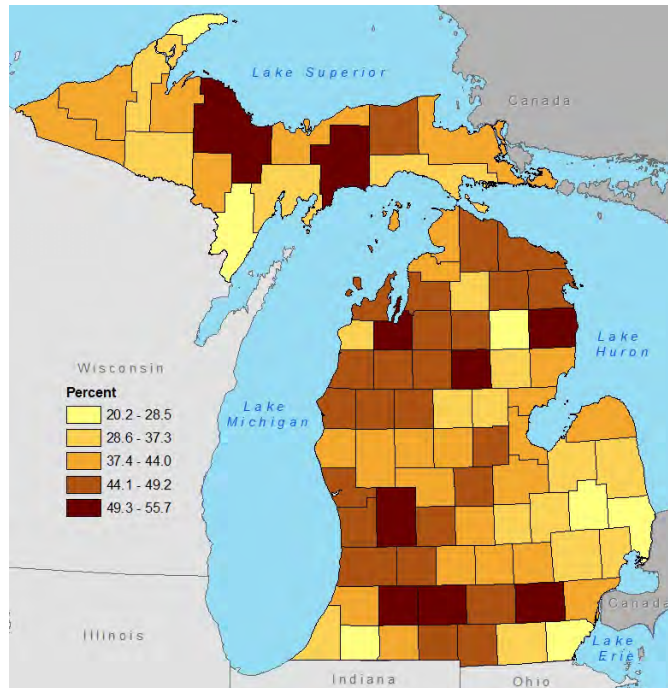 Lake Superior
Canada
Wisconsin
Percent
20.2 - 28.5
28.6 - 37.3
37.4 - 44.0
44.1 - 49.2
49.3 - 55.7
Lake
Michigan
Lake
Huron
Canada
Illinois
Lake
Erie
Indiana
Ohio